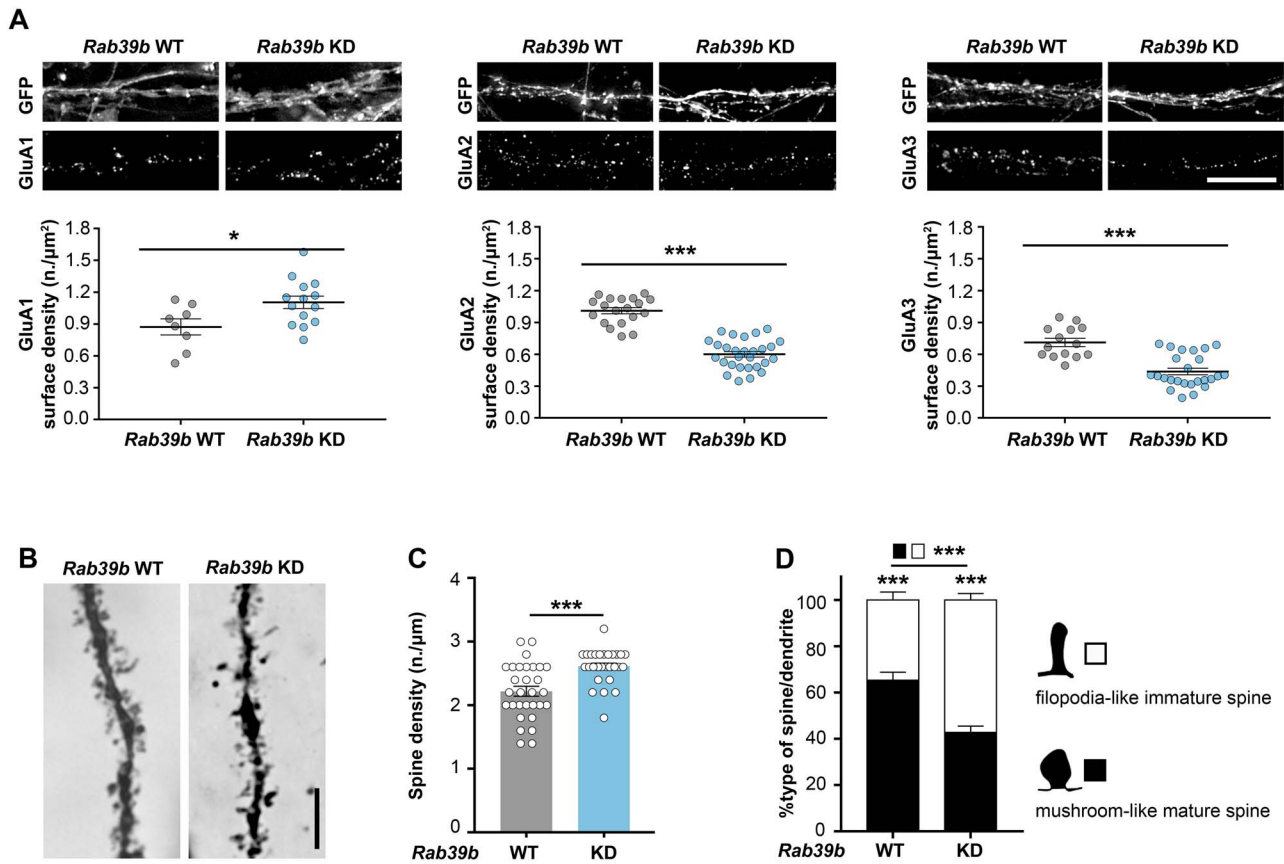 A
Rab39b WT Rab39b KD
GFP
GluA1
GluA1
surface density (n./µm²)
1.8
1.5
1.2
0.9
0.6
0.3
0.0
*
Rab39b WT Rab39b KD
Rab39b WT Rab39b KD
GFP
GluA2
GluA2
surface density (n./µm²)
1.8
1.5
1.2
0.9
0.6
0.3
0.0
***
Rab39b WT Rab39b KD
Rab39b WT Rab39b KD
GFP
GluA3
GluA3
surface density (n./µm²)
1.8
1.5
1.2
0.9
0.6
0.3
0.0
***
Rab39b WT Rab39b KD
B
Rab39b WT Rab39b KD
C
Spine density (n./µm)
4
3
2
1
0
***
Rab39b WT KD
D
***
*** ***
%type of spine/dendrite
100
80
60
40
20
0
Rab39b WT KD
filopodia-like immature spine
mushroom-like mature spine